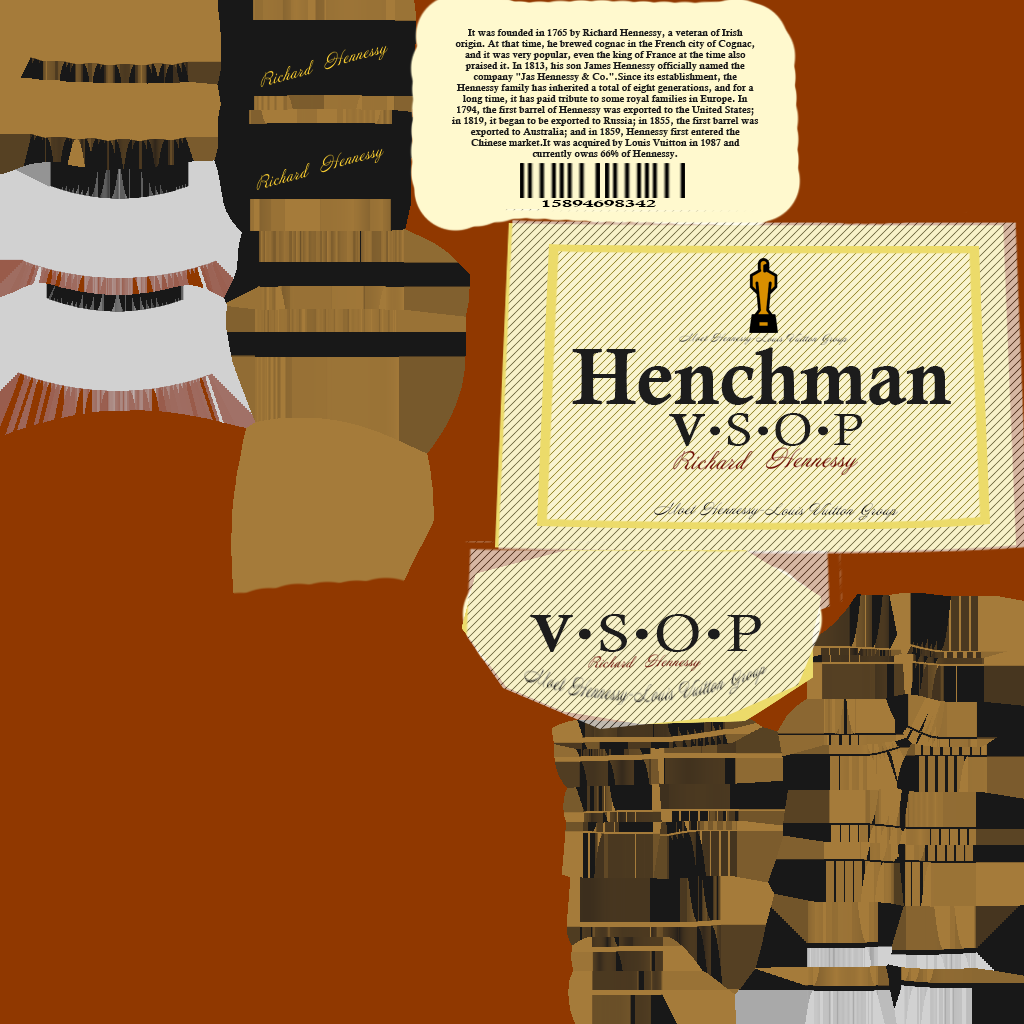 Richard Hennessy
Richard Hennessy
It was founded in 1765 by Richard Hennessy, a veteran of Irish
origin. At that time, he brewed cognac in the French city of Cognac,
and it was very popular, even the king of France at the time also
praised it. In 1813, his son James Hennessy officially named the
company "Jas Hennessy & Co.".Since its establishment, the
Hennessy family has inherited a total of eight generations, and for a
long time, it has paid tribute to some royal families in Europe. In
1794, the first barrel of Hennessy was exported to the United States;
in 1819, it began to be exported to Russia; in 1855, the first barrel was
exported to Australia; and in 1859, Hennessy first entered the
Chinese market.It was acquired by Louis Vuitton in 1987 and
currently owns 66% of Hennessy.
15894698342
Moet Hennessy-Louis Vuitton Group
Henchman
V·S·O·P
Richard Hennessy
Moet Hennessy-Louis Vuitton Group
V·S·O·P
Richard Hennessy
Moet Hennessy-Louis Vuitton Group